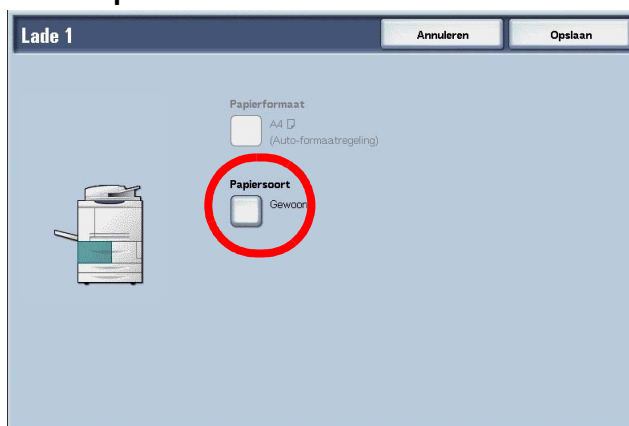 Lade 1
Annuleren
Opslaan
Papierformaat
A4
(Auto-formaatregeling)
Papiersoort
Gewoon